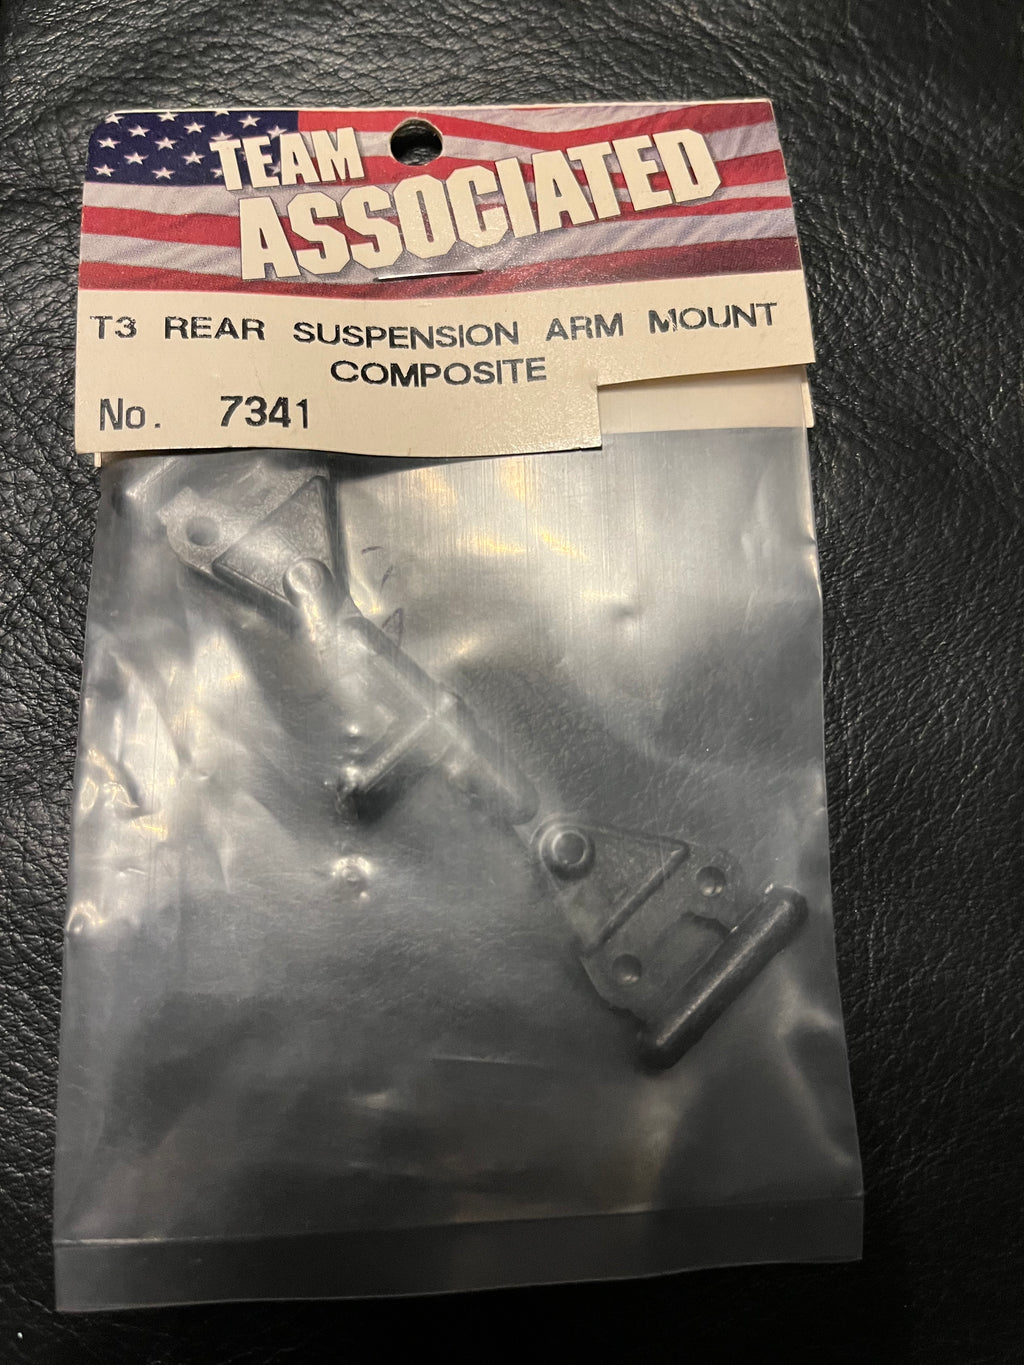 TEAM
ASSOCIATED
T3 REAR SUSPENSION ARM MOUNT
COMPOSITE
No. 7341